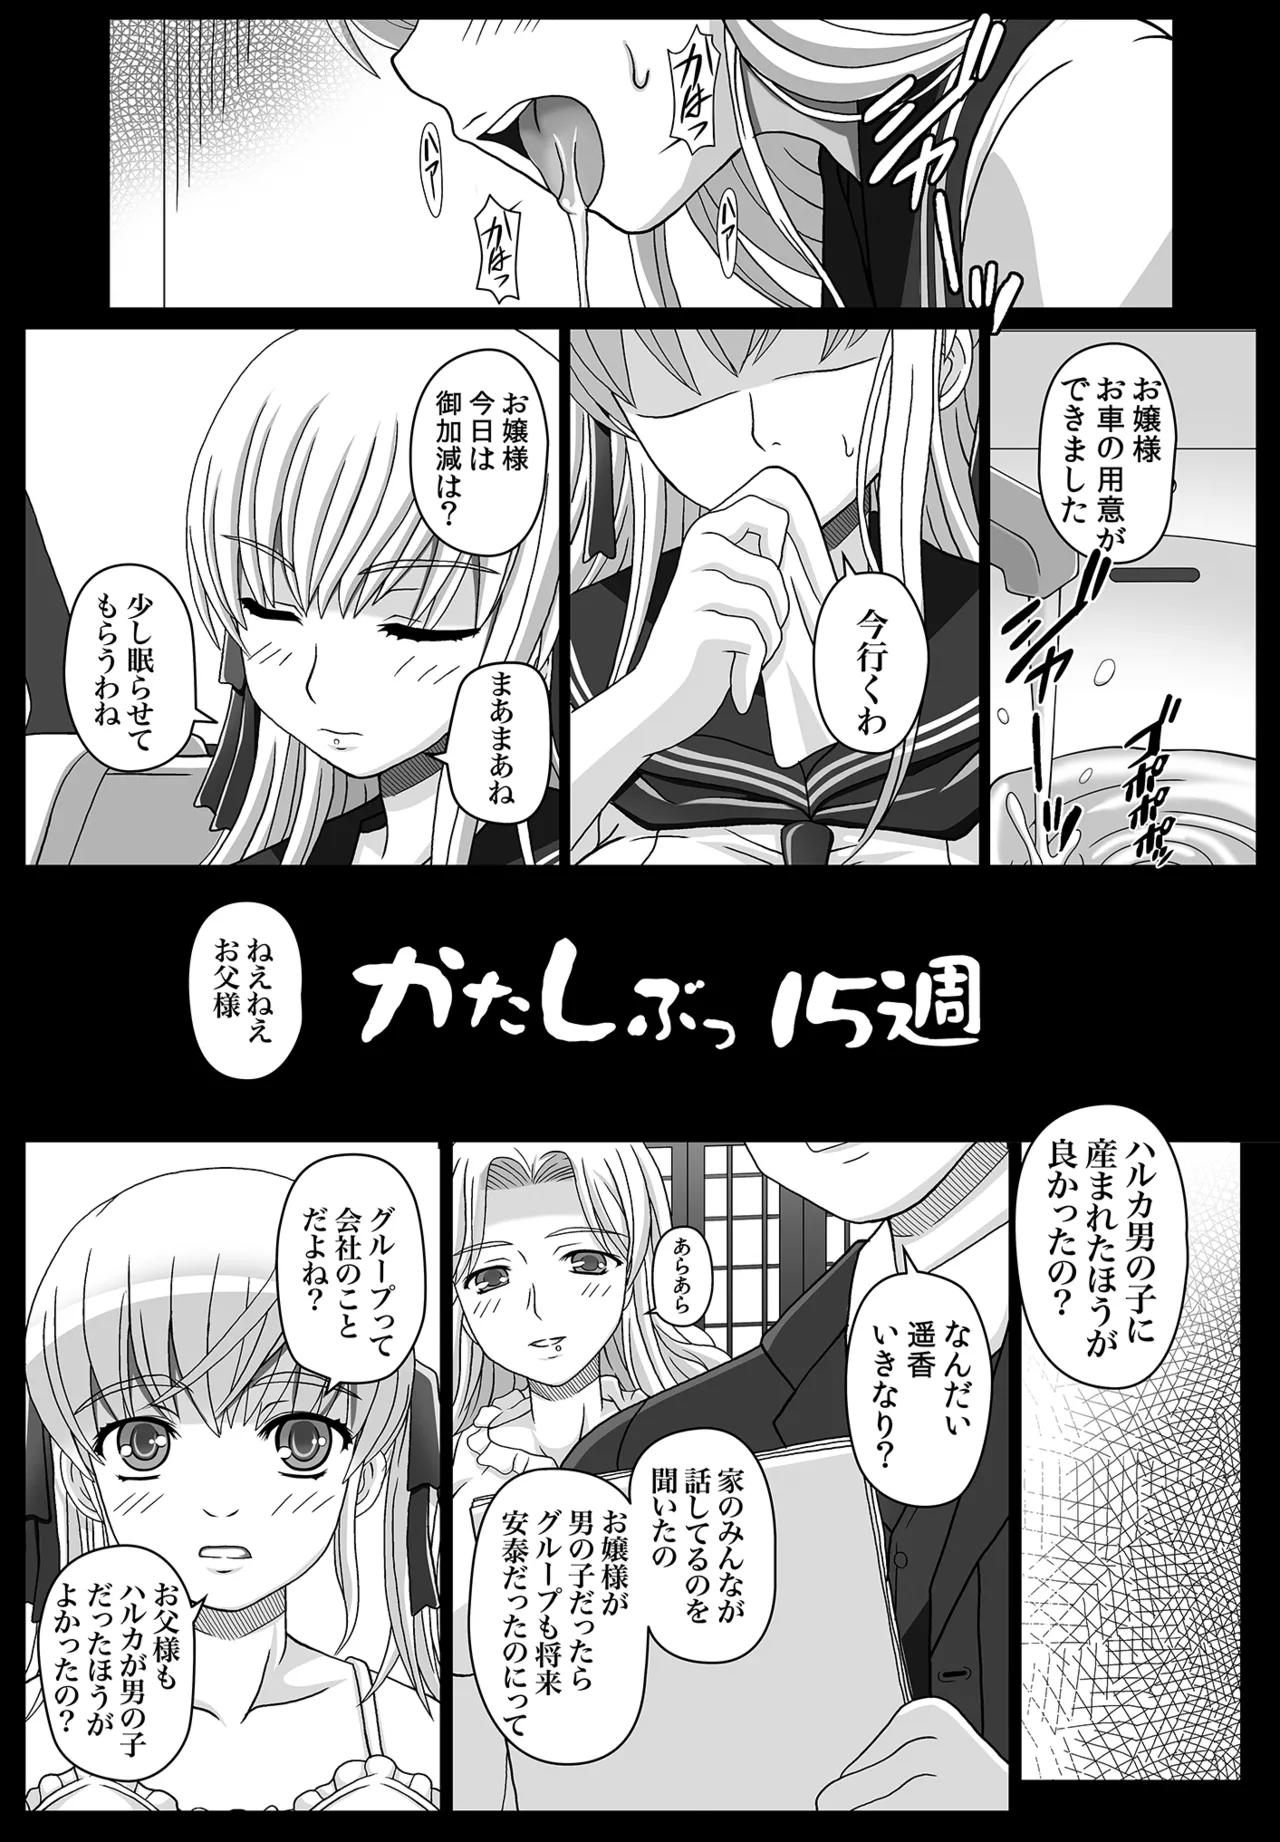 ジャーッ
かはっ
かはっ
ハァ
ハァ
お嬢様
お車の用意が
できました
ジャーッ
ゴポポポッ
今行くわ
お嬢様
今日は
御加減は?
まあまあね
少し眠らせて
もらうわね
かたしぶっ 15週
ねえねえ
お父様
ハルカ男の子に
産まれたほうが
良かったの?
なんだい
遥香
いきなり?
あらあら
家のみんなが
話してるのを
聞いたの
お嬢様が
男の子だったら
グループも将来
安泰だったのにって
グループって
会社のこと
だよね?
お父様も
ハルカが男の子
だったほうが
よかったの?